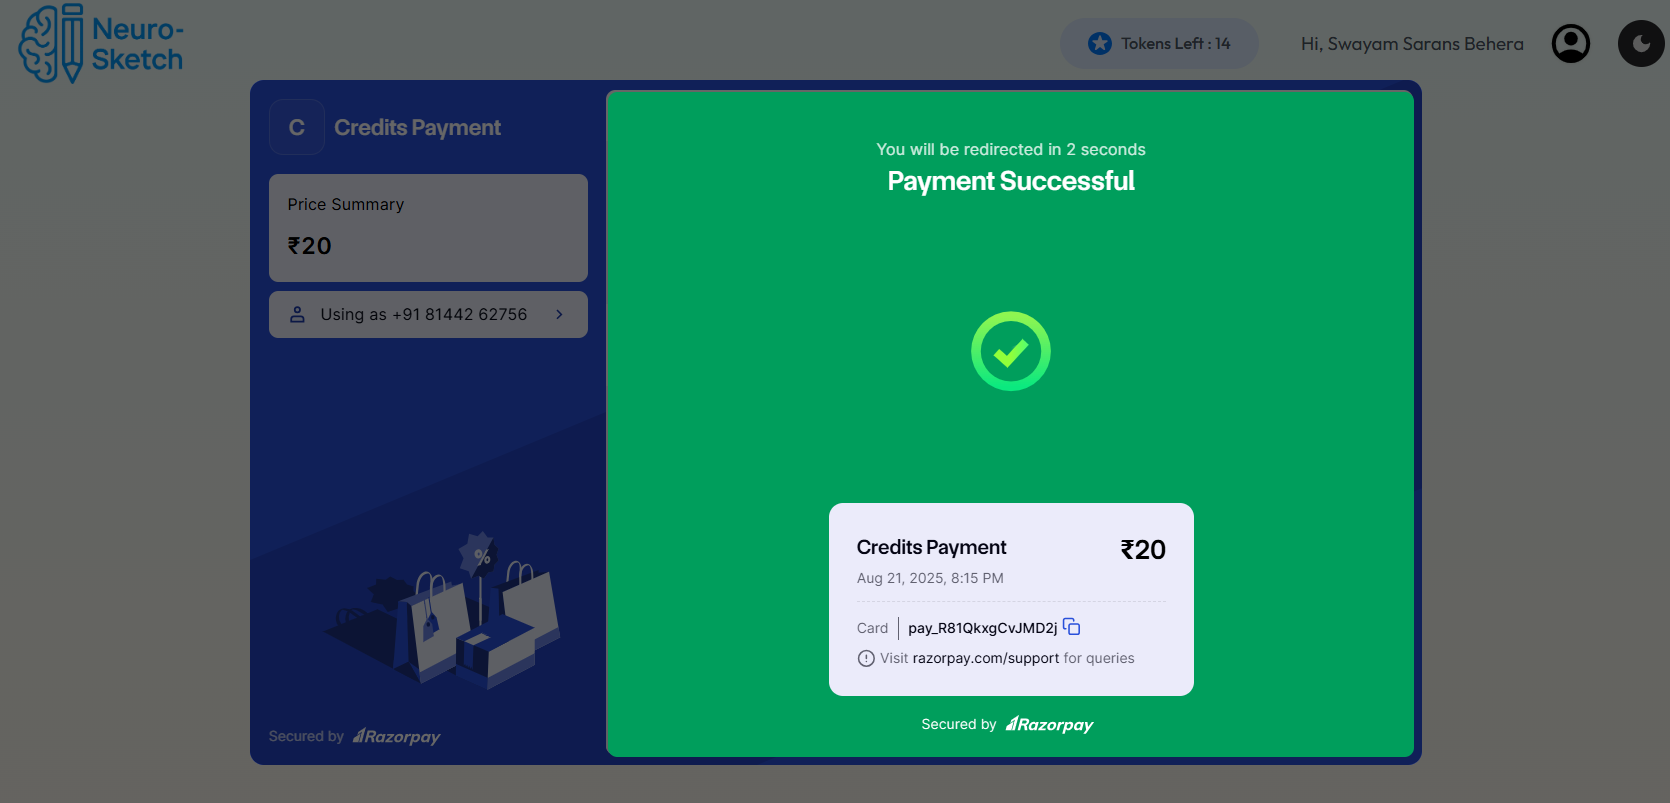 Neuro-
Sketch
Tokens Left : 14
Hi, Swayam Sarans Behera
C
Credits Payment
Price Summary
₹20
Using as +91 81442 62756
%
Secured by Razorpay
You will be redirected in 2 seconds
Payment Successful
Credits Payment
₹20
Aug 21, 2025, 8:15 PM
Card | pay_R81QkxgCvJMD2j
Visit razorpay.com/support for queries
Secured by Razorpay